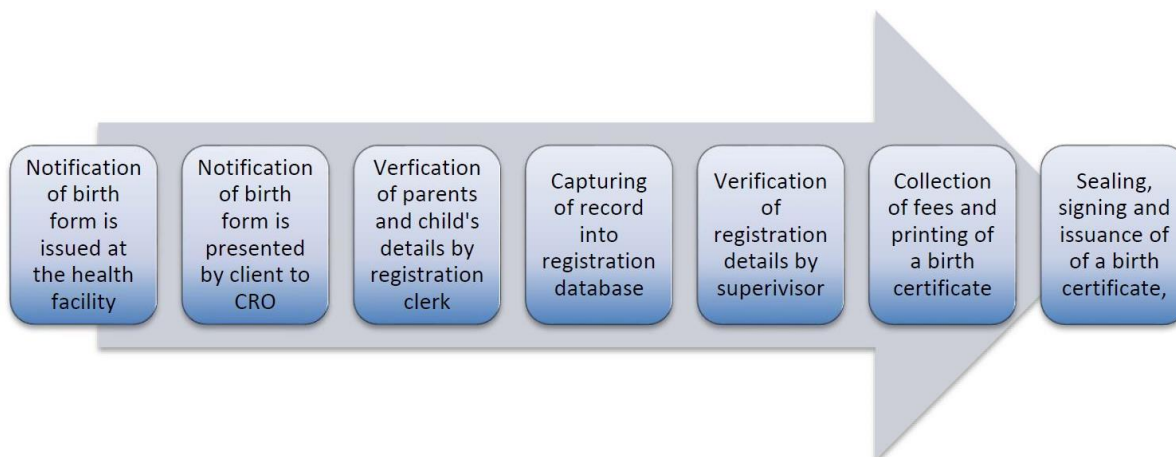 Notification
of birth
form is
issued at
the health
facility
Notification
of birth
form is
presented
by client to
CRO
Verfication
of parents
and child's
details by
registration
clerk
Capturing
of record
into
registration
database
Verification
of
registration
details by
superivisor
Collection
of fees and
printing of
a birth
certificate
Sealing,
signing and
issuance
of a birth
certificate,